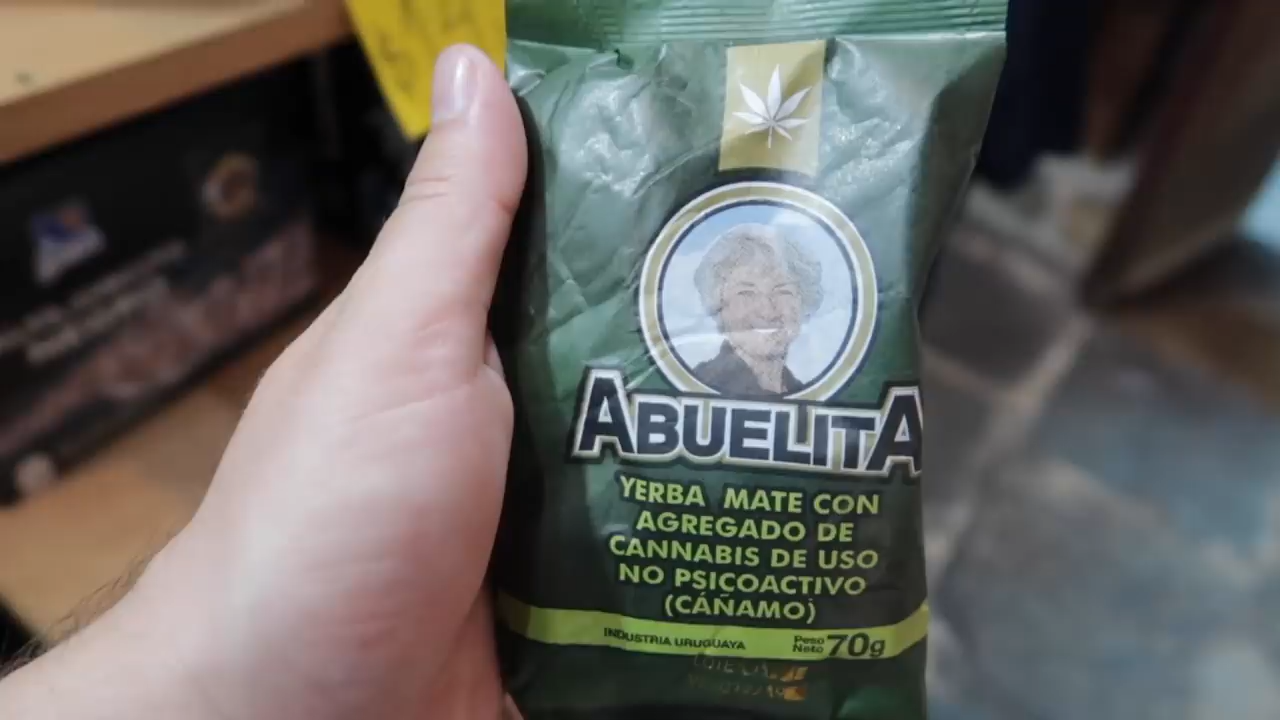 ABUELITA
YERBA MATE CON
AGREGADO DE
CANNABIS DE USO
NO PSICOACTIVO
(CÁÑAMO)
INDUSTRIA URUGUAYA
Peso Neto 70g